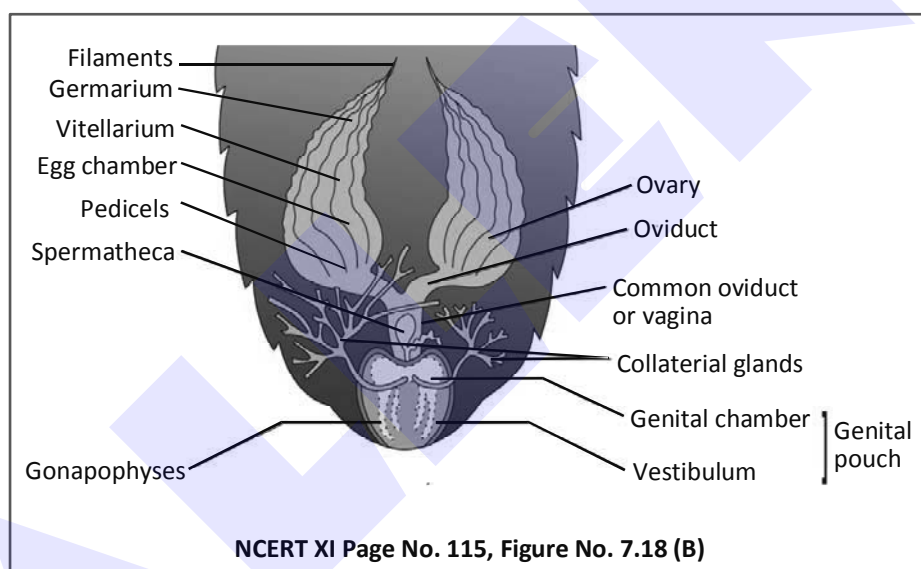 Filaments
Germarium
Vitellarium
Egg chamber
Pedicels
Spermatheca
Gonapophyses
Ovary
Oviduct
Common oviduct
or vagina
Collaterial glands
Genital chamber
Vestibulum
Genital
pouch
NCERT XI Page No. 115, Figure No. 7.18 (B)